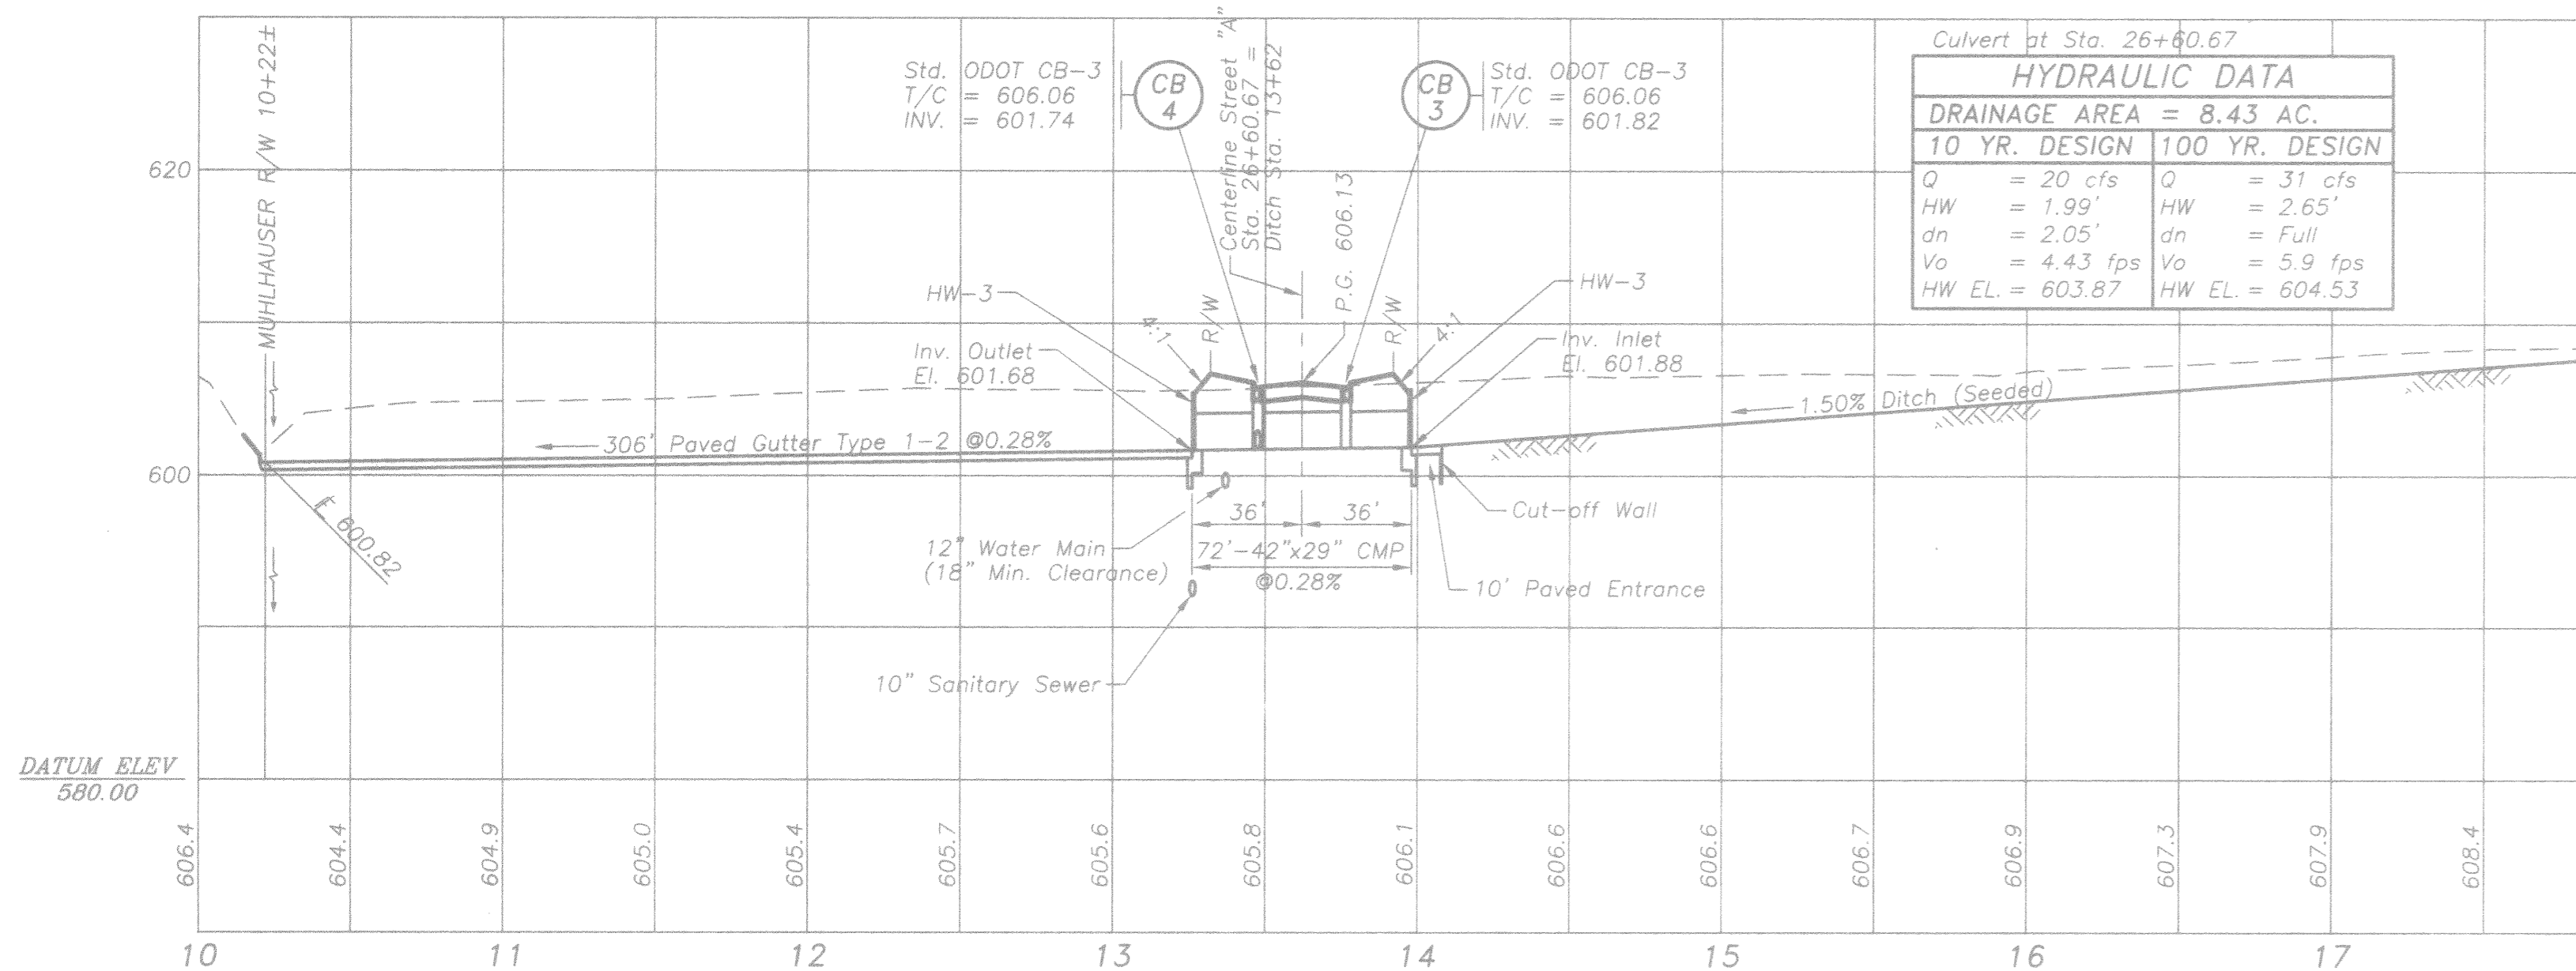 MUHLHAUSER R/W 10+22±
Std. ODOT CB-3
T/C = 606.06
INV. = 601.74
CB
4
Centerline Street "A"
Sta. 26+60.67 =
Ditch Sta. 13+62
CB
3
Std. ODOT CB-3
T/C = 606.06
INV. = 601.82
Culvert at Sta. 26+60.67
HYDRAULIC DATA
DRAINAGE AREA = 8.43 AC.
10 YR. DESIGN 100 YR. DESIGN
Q = 20 cfs Q = 31 cfs
HW = 1.99' HW = 2.65'
dn = 2.05' dn = Full
Vo = 4.43 fps Vo = 5.9 fps
HW EL. = 603.87 HW EL. = 604.53
620
P.G. 606.13
HW-3
HW-3
4:1
R/W
R/W
4:1
Inv. Outlet
El. 601.68
Inv. Inlet
El. 601.88
1.50% Ditch (Seeded)
306' Paved Gutter Type 1-2 @0.28%
600
600.82
36'
36'
Cut-off Wall
12" Water Main
(18" Min. Clearance)
72'-42"x29" CMP
@0.28%
10' Paved Entrance
10" Sanitary Sewer
DATUM ELEV
580.00
606.4
604.4
604.9
605.0
605.4
605.7
605.6
605.8
606.1
606.6
606.6
606.7
606.9
607.3
607.9
608.4
10 11 12 13 14 15 16 17